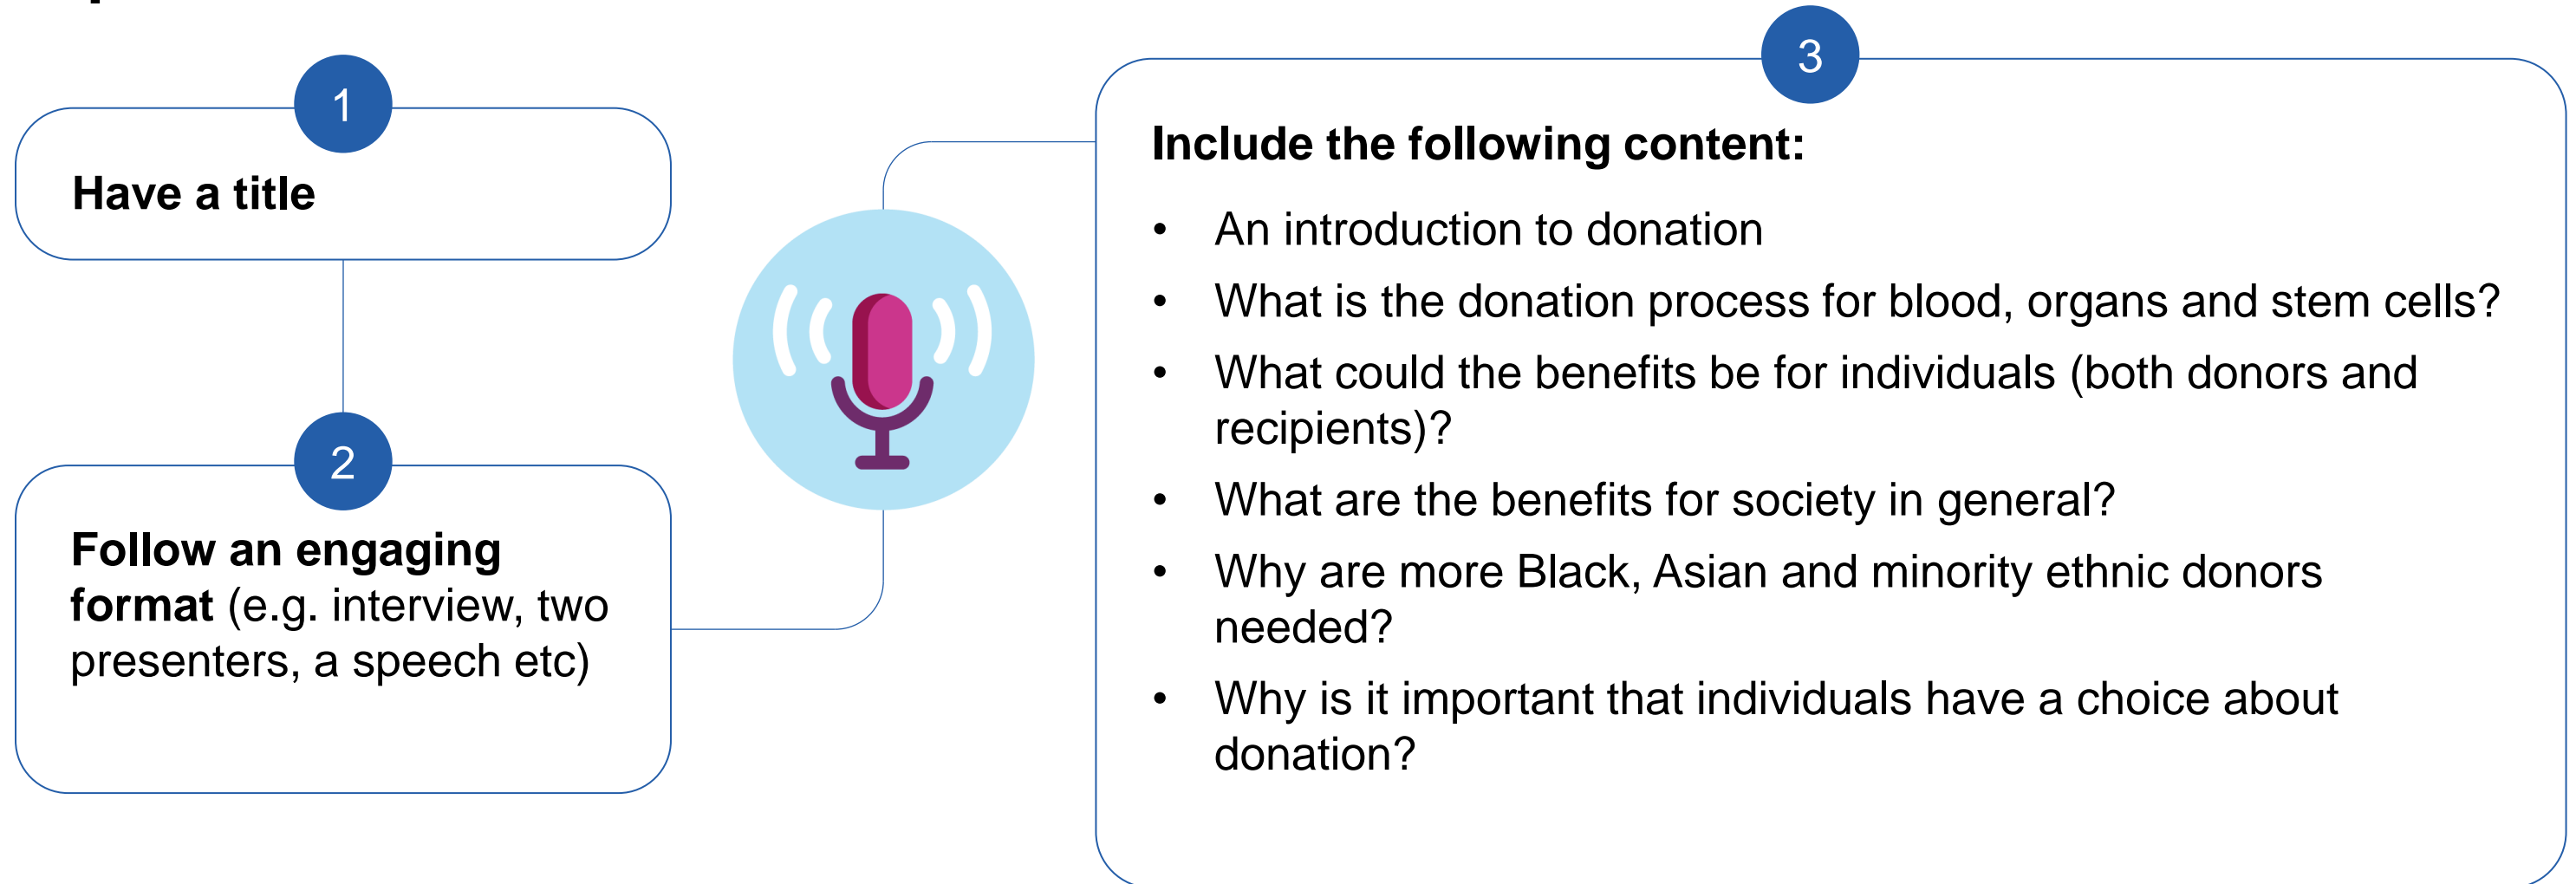 1
Have a title
2
Follow an engaging
format (e.g. interview, two
presenters, a speech etc)
3
Include the following content:
• An introduction to donation
• What is the donation process for blood, organs and stem cells?
• What could the benefits be for individuals (both donors and
recipients)?
• What are the benefits for society in general?
• Why are more Black, Asian and minority ethnic donors
needed?
• Why is it important that individuals have a choice about
donation?